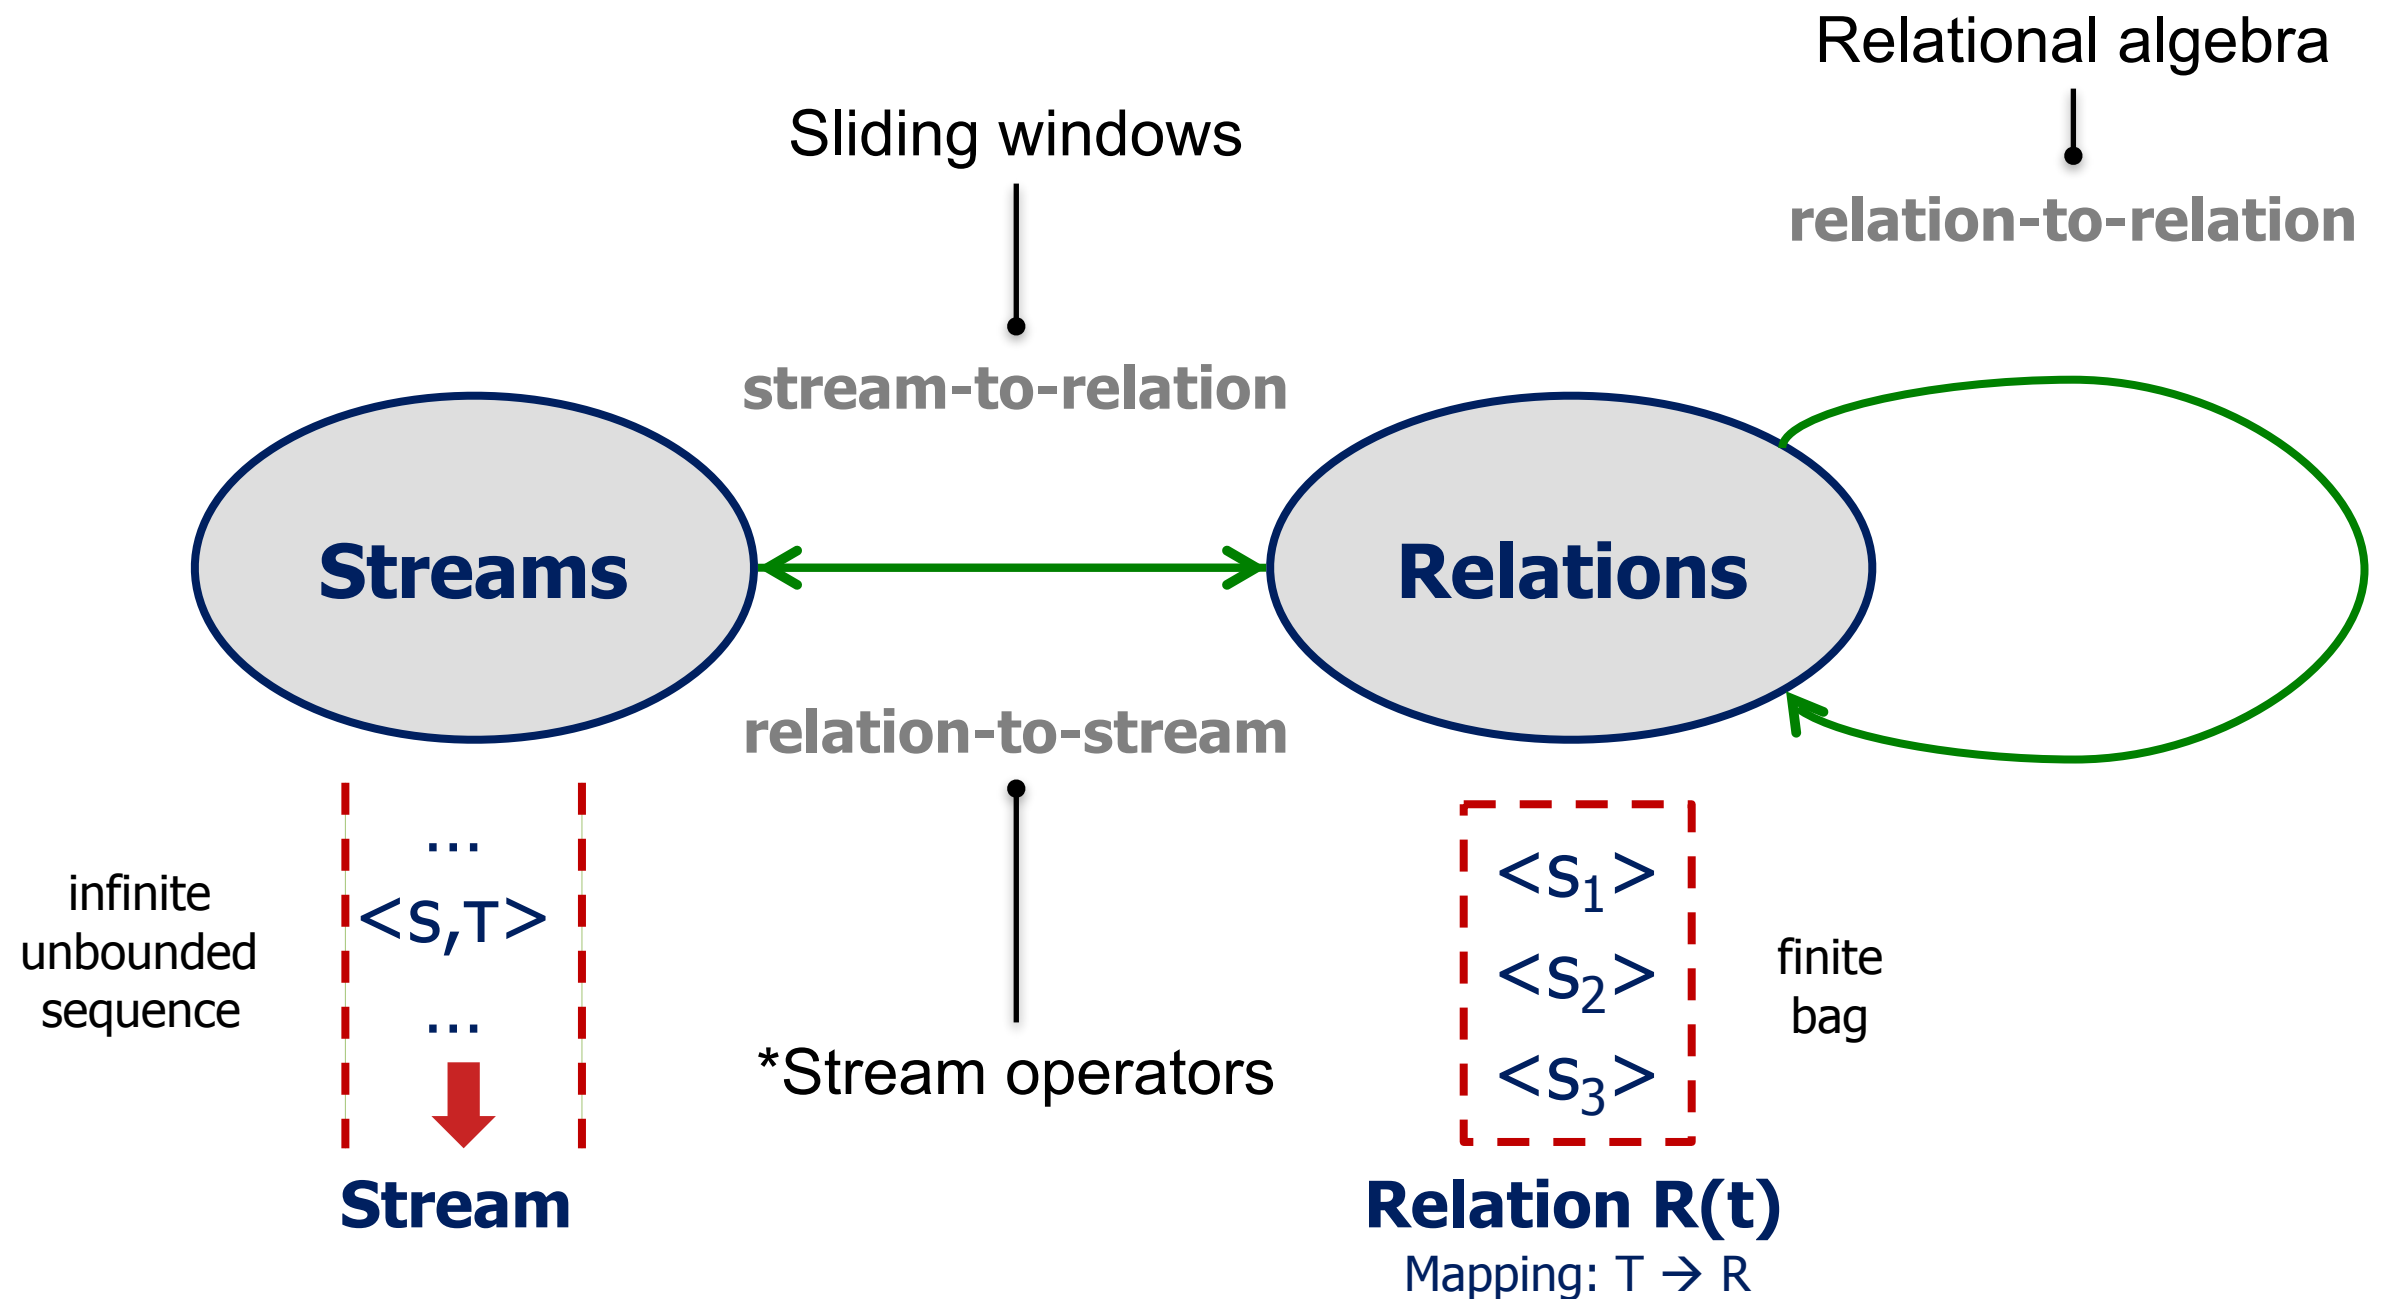 Relational algebra
Sliding windows
relation-to-relation
stream-to-relation
Streams
Relations
relation-to-stream
...
<s,τ>
...
infinite
unbounded
sequence
<s₁>
<s₂>
<s₃>
finite
bag
*Stream operators
Stream
Relation R(t)
Mapping: T → R